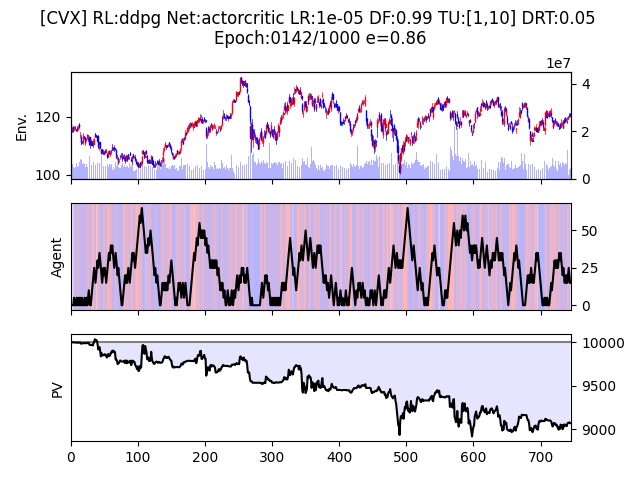 [CVX] RL:ddpg Net:actorcritic LR:1e-05 DF:0.99 TU:[1,10] DRT:0.05
Epoch:0142/1000 e=0.86
1e7
Env.
120
100
4
2
0
Agent
50
25
0
PV
10000
9500
9000
0 100 200 300 400 500 600 700